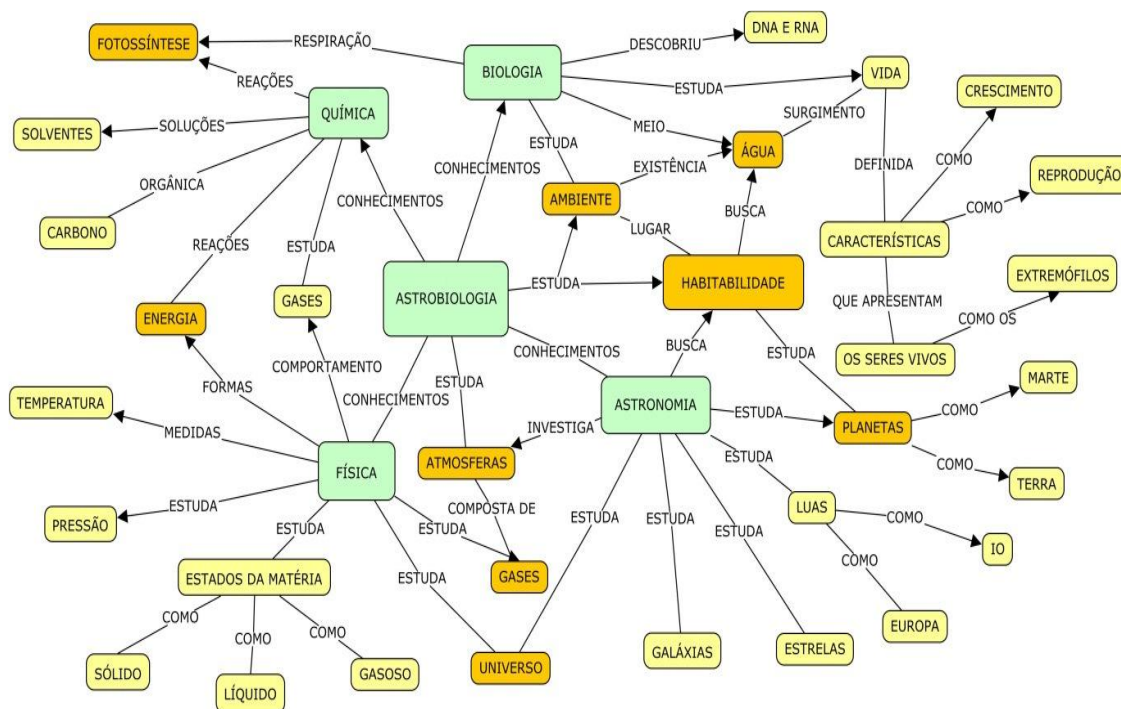 DNA E RNA
FOTOSSÍNTESE
RESPIRAÇÃO
DESCOBRIU
BIOLOGIA
VIDA
REAÇÕES
ESTUDA
CRESCIMENTO
QUÍMICA
SURGIMENTO
SOLVENTES
SOLUÇÕES
MEIO
ESTUDA
ÁGUA
DEFINIDA
COMO
CONHECIMENTOS
EXISTÊNCIA
REPRODUÇÃO
ORGÂNICA
CONHECIMENTOS
AMBIENTE
COMO
CARBONO
LUGAR
BUSCA
CARACTERÍSTICAS
REAÇÕES
ESTUDA
EXTREMÓFILOS
ASTROBIOLOGIA
ESTUDA
HABITABILIDADE
QUE APRESENTAM
GASES
COMO OS
ENERGIA
CONHECIMENTOS
BUSCA
ESTUDA
OS SERES VIVOS
COMPORTAMENTO
FORMAS
ESTUDA
MARTE
TEMPERATURA
CONHECIMENTOS
ASTRONOMIA
ESTUDA
COMO
MEDIDAS
INVESTIGA
PLANETAS
FÍSICA
ATMOSFERAS
ESTUDA
COMO
TERRA
ESTUDA
COMPOSTA DE
LUAS
PRESSÃO
ESTUDA
ESTUDA
ESTUDA
ESTUDA
ESTUDA
COMO
IO
ESTADOS DA MATÉRIA
ESTUDA
GASES
COMO
COMO
EUROPA
COMO
COMO
GALÁXIAS
ESTRELAS
SÓLIDO
GASOSO
UNIVERSO
LÍQUIDO